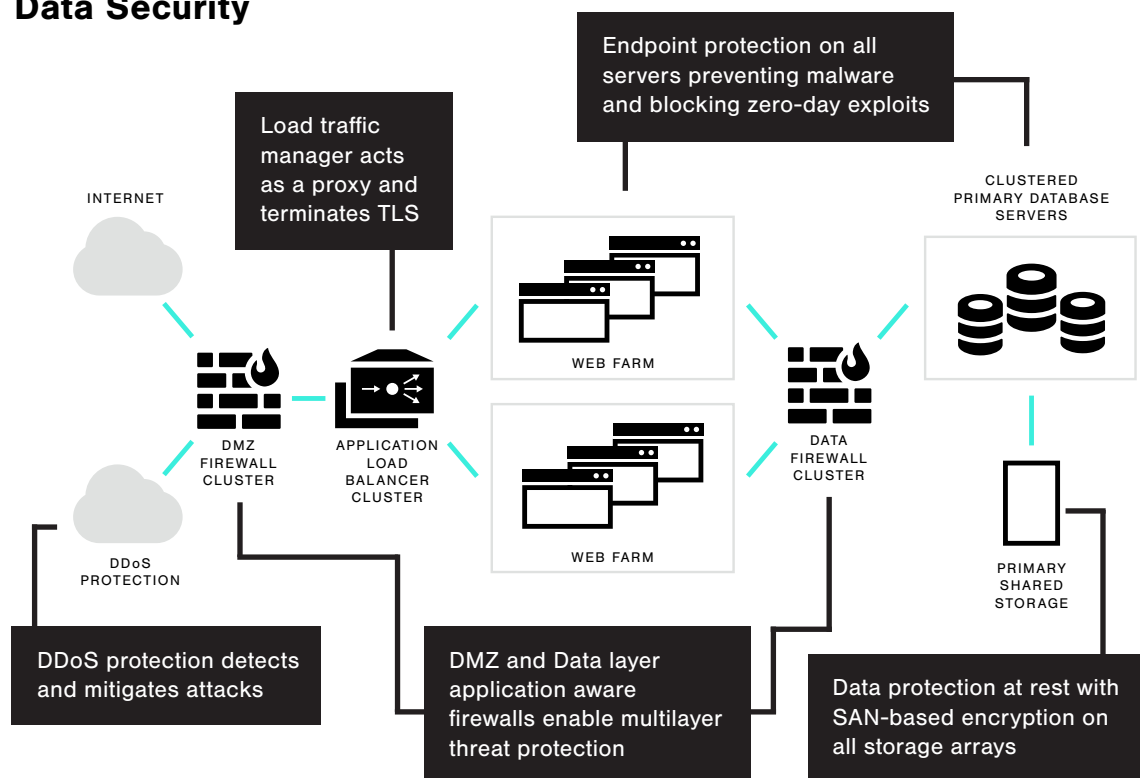 Data Security
Endpoint protection on all
servers preventing malware
and blocking zero-day exploits
Load traffic
manager acts
as a proxy and
terminates TLS
INTERNET
CLUSTERED
PRIMARY DATABASE
SERVERS
WEB FARM
DMZ
FIREWALL
CLUSTER
APPLICATION
LOAD
BALANCER
CLUSTER
DATA
FIREWALL
CLUSTER
WEB FARM
DDoS
PROTECTION
PRIMARY
SHARED
STORAGE
DDoS protection detects
and mitigates attacks
DMZ and Data layer
application aware
firewalls enable multilayer
threat protection
Data protection at rest with
SAN-based encryption on
all storage arrays